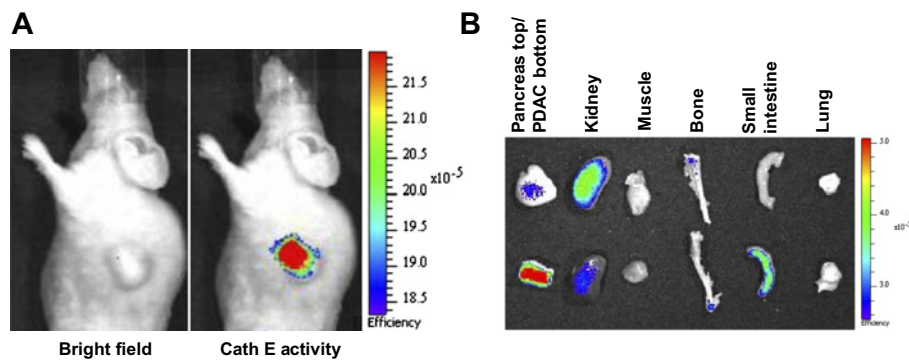 A
21.5
21.0
20.5
x10-5
20.0
19.5
19.0
18.5
Efficiency
Bright field
Cath E activity
B
Pancreas top/
PDAC bottom
Kidney
Muscle
Bone
Small
intestine
Lung
5.0
4.0
3.0
Efficiency